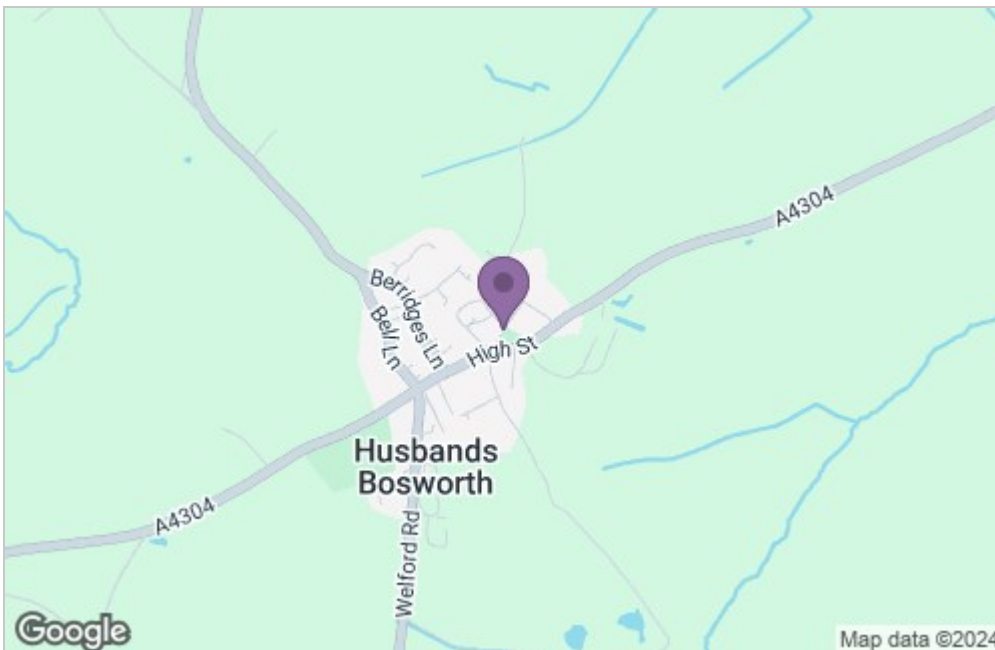 A4304
Berridges Ln
Bell Ln
High St
Husbands
Bosworth
A4304
Welford Rd
Google
Map data ©2024